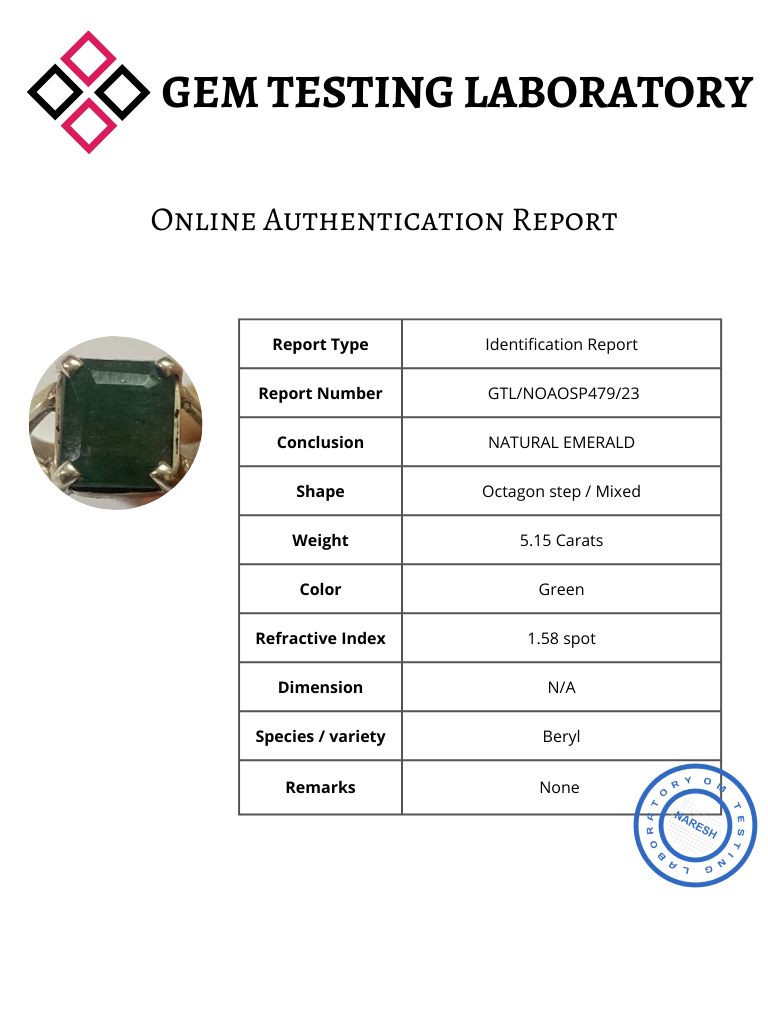 GEM TESTING LABORATORY
Online Authentication Report
Report Type Identification Report
Report Number GTL/NOAOSP479/23
Conclusion NATURAL EMERALD
Shape Octagon step / Mixed
Weight 5.15 Carats
Color Green
Refractive Index 1.58 spot
Dimension N/A
Species / variety Beryl
Remarks None
OM TESTING LABORATORY
NARESH